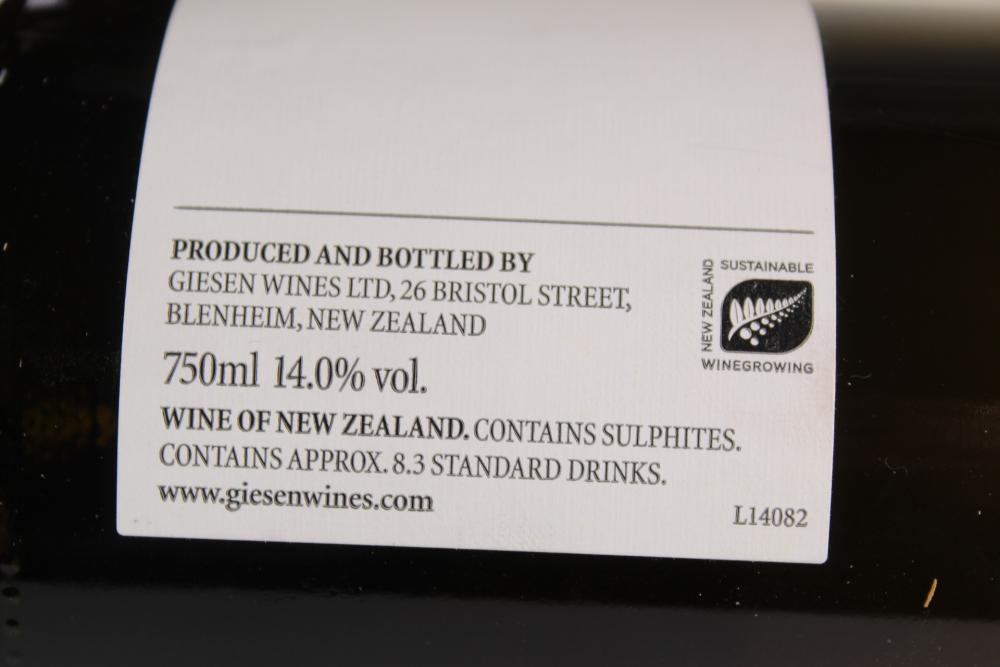 PRODUCED AND BOTTLED BY
GIESEN WINES LTD, 26 BRISTOL STREET,
BLENHEIM, NEW ZEALAND
750ml 14.0% vol.
WINE OF NEW ZEALAND. CONTAINS SULPHITES.
CONTAINS APPROX. 8.3 STANDARD DRINKS.
www.giesenwines.com
NEW ZEALAND
SUSTAINABLE
WINEGROWING
L14082